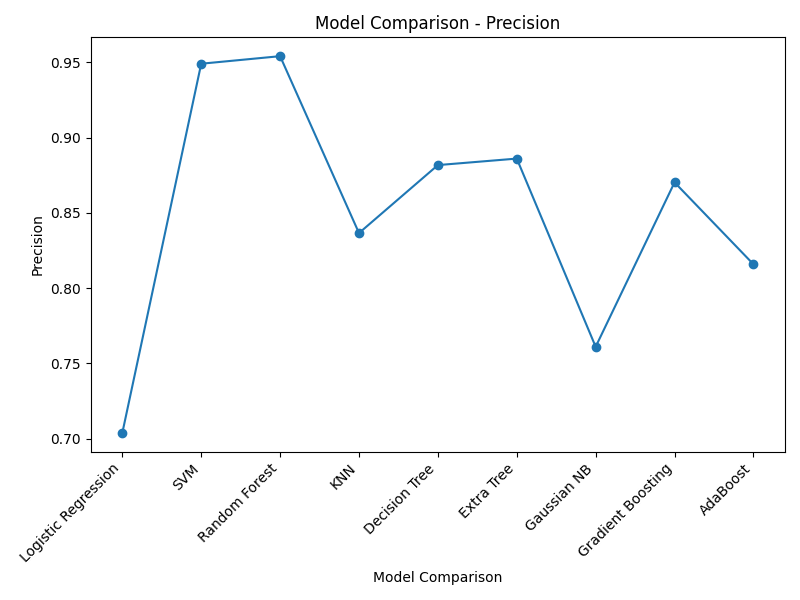 Model Comparison - Precision
Precision
0.95
0.90
0.85
0.80
0.75
0.70
Logistic Regression
SVM
Random Forest
KNN
Decision Tree
Extra Tree
Gaussian NB
Gradient Boosting
AdaBoost
Model Comparison